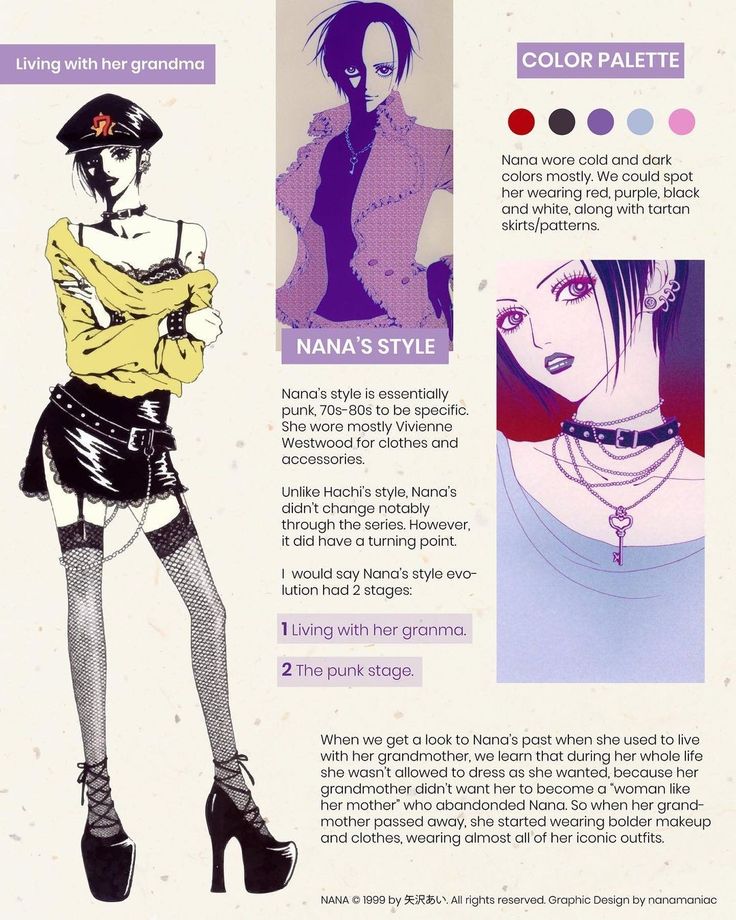 Living with her grandma
COLOR PALETTE
Nana wore cold and dark
colors mostly. We could spot
her wearing red, purple, black
and white, along with tartan
skirts/patterns.
NANA'S STYLE
Nana's style is essentially
punk, 70s-80s to be specific.
She wore mostly Vivienne
Westwood for clothes and
accessories.
Unlike Hachi's style, Nana's
didn't change notably
through the series. However,
it did have a turning point.
I would say Nana's style evo-
lution had 2 stages:
1 Living with her granma.
2 The punk stage.
When we get a look to Nana's past when she used to live
with her grandmother, we learn that during her whole life
she wasn't allowed to dress as she wanted, because her
grandmother didn't want her to become a “woman like
her mother” who abandonded Nana. So when her grand-
mother passed away, she started wearing bolder makeup
and clothes, wearing almost all of her iconic outfits.
NANA © 1999 by 矢沢あい. All rights reserved. Graphic Design by nanamaniac